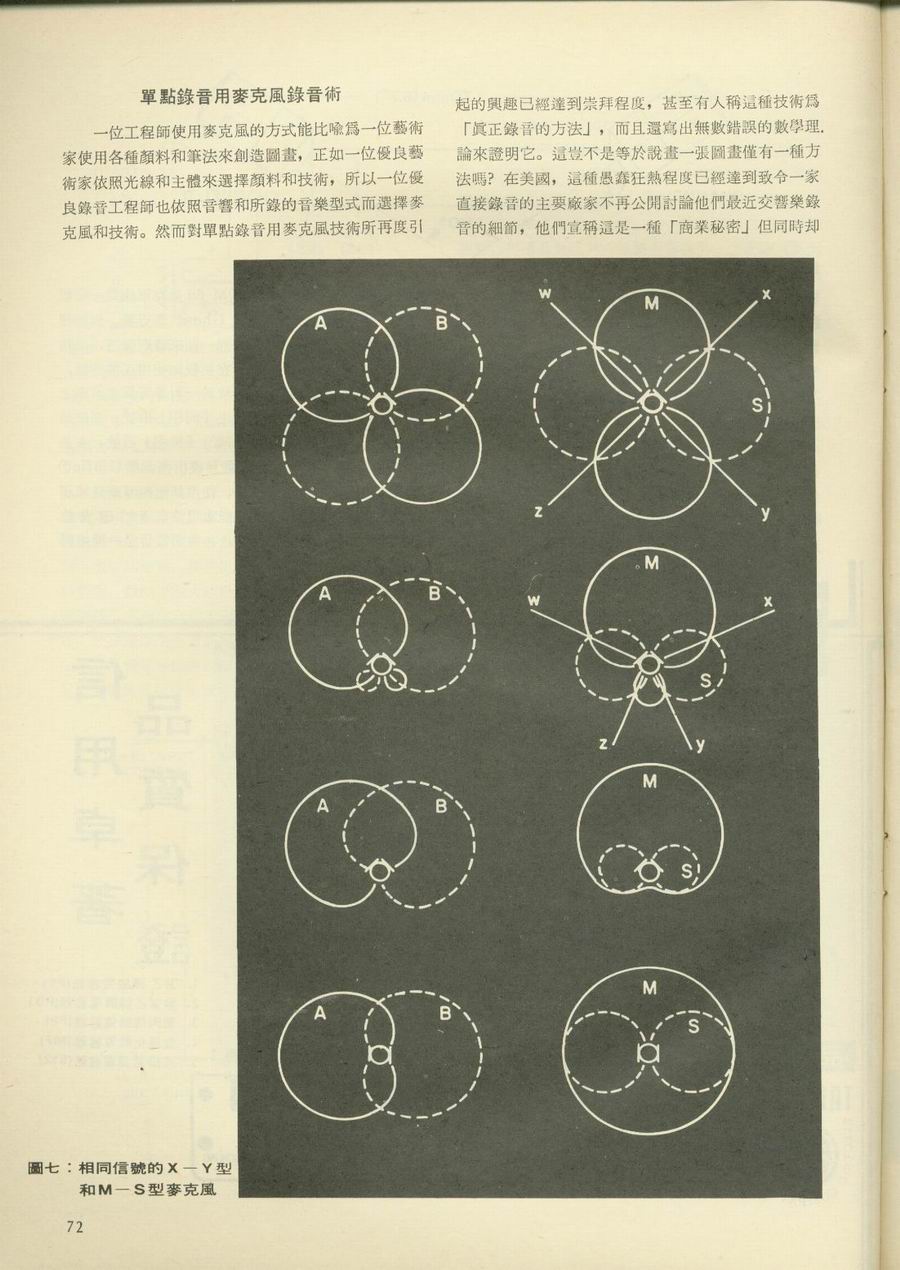 單點錄音用麥克風錄音術
一位工程師使用麥克風的方式能比喩爲一位藝術
家使用各種顏料和筆法來創造圖畫，正如一位優良藝
術家依照光線和主體來選擇顏料和技術，所以一位優
良錄音工程師也依照音響和所錄的音樂型式而選擇麥
克風和技術。然而對單點錄音用麥克風技術所再度引
起的興趣已經達到崇拜程度，甚至有人稱這種技術爲
「眞正錄音的方法」，而且還寫出無數錯誤的數學理
論來證明它。這豈不是等於說畫一張圖畫僅有一種方
法嗎？在美國，這種愚蠢狂熱程度已經達到致令一家
直接錄音的主要廠家不再公開討論他們最近交響樂錄
音的細節，他們宣稱這是一種「商業秘密」但同時却
A B
w M x
S
z y
A B
M
w x
S
z y
A B
M
S
A B
M
S
圖七：相同信號的X—Y型
和M—S型麥克風
72